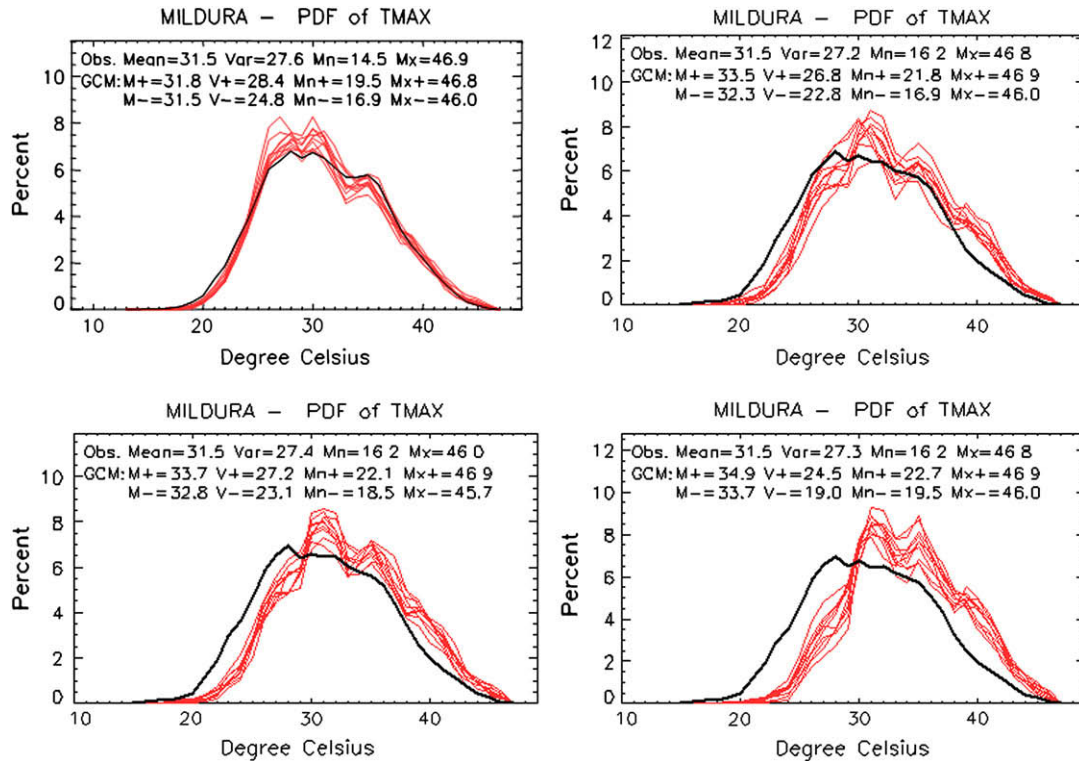 MILDURA – PDF of TMAX
Obs. Mean=31.5 Var=27.6 Mn=14.5 Mx=46.9
GCM: M+=31.8 V+=28.4 Mn+=19.5 Mx+=46.8
M-=31.5 V-=24.8 Mn-=16.9 Mx-=46.0
10
8
6
4
2
0
Percent
10 20 30 40
Degree Celsius
MILDURA – PDF of TMAX
Obs. Mean=31.5 Var=27.2 Mn=16.2 Mx=46.8
GCM: M+=33.5 V+=26.8 Mn+=21.8 Mx+=46.9
M-=32.3 V-=22.8 Mn-=16.9 Mx-=46.0
12
10
8
6
4
2
0
Percent
10 20 30 40
Degree Celsius
MILDURA – PDF of TMAX
Obs. Mean=31.5 Var=27.4 Mn=16.2 Mx=46.0
GCM: M+=33.7 V+=27.2 Mn+=22.1 Mx+=46.9
M-=32.8 V-=23.1 Mn-=18.5 Mx-=45.7
10
8
6
4
2
0
Percent
10 20 30 40
Degree Celsius
MILDURA – PDF of TMAX
Obs. Mean=31.5 Var=27.3 Mn=16.2 Mx=46.8
GCM: M+=34.9 V+=24.5 Mn+=22.7 Mx+=46.9
M-=33.7 V-=19.0 Mn-=19.5 Mx-=46.0
12
10
8
6
4
2
0
Percent
10 20 30 40
Degree Celsius